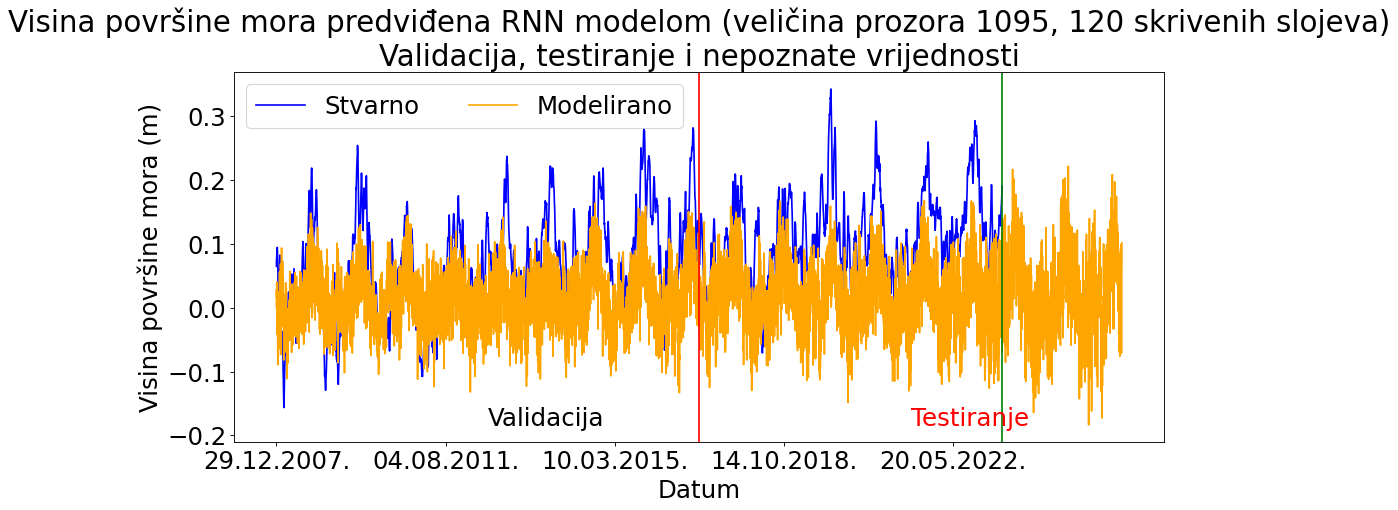 Visina površine mora predviđena RNN modelom (veličina prozora 1095, 120 skrivenih slojeva)
Validacija, testiranje i nepoznate vrijednosti
Stvarno Modelirano
Visina površine mora (m)
0.3
0.2
0.1
0.0
−0.1
−0.2
Validacija Testiranje
29.12.2007. 04.08.2011. 10.03.2015. 14.10.2018. 20.05.2022.
Datum